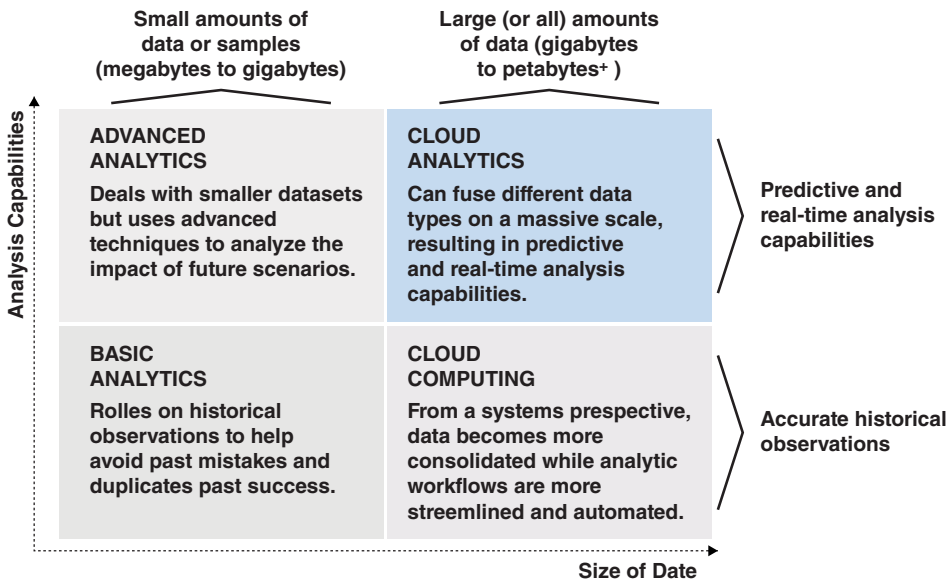 Small amounts of
data or samples
(megabytes to gigabytes)
Large (or all) amounts
of data (gigabytes
to petabytes⁺ )
Analysis Capabilities
ADVANCED
ANALYTICS
Deals with smaller datasets
but uses advanced
techniques to analyze the
impact of future scenarios.
CLOUD
ANALYTICS
Can fuse different data
types on a massive scale,
resulting in predictive
and real-time analysis
capabilities.
Predictive and
real-time analysis
capabilities
BASIC
ANALYTICS
Rolles on historical
observations to help
avoid past mistakes and
duplicates past success.
CLOUD
COMPUTING
From a systems prespective,
data becomes more
consolidated while analytic
workflows are more
streemlined and automated.
Accurate historical
observations
Size of Date